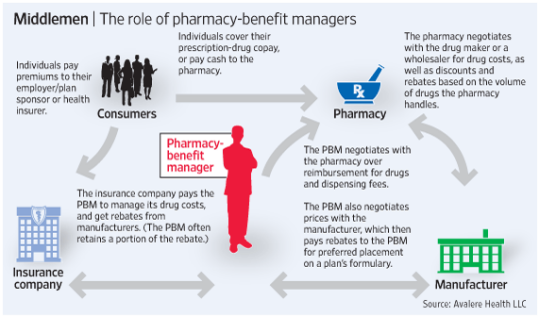 Middlemen | The role of pharmacy-benefit managers
Individuals pay
premiums to their
employer/plan
sponsor or health
insurer.
Consumers
Individuals cover their
prescription-drug copay,
or pay cash to the
pharmacy.
Rx
Pharmacy
The pharmacy negotiates
with the drug maker or a
wholesaler for drug costs, as
well as discounts and
rebates based on the volume
of drugs the pharmacy
handles.
Pharmacy-
benefit
manager
The PBM negotiates with
the pharmacy over
reimbursement for drugs
and dispensing fees.
The insurance company pays the
PBM to manage its drug costs,
and get rebates from
manufacturers. (The PBM often
retains a portion of the rebate.)
The PBM also negotiates
prices with the
manufacturer, which then
pays rebates to the PBM
for preferred placement
on a plan's formulary.
Insurance
company
Manufacturer
Source: Avalere Health LLC